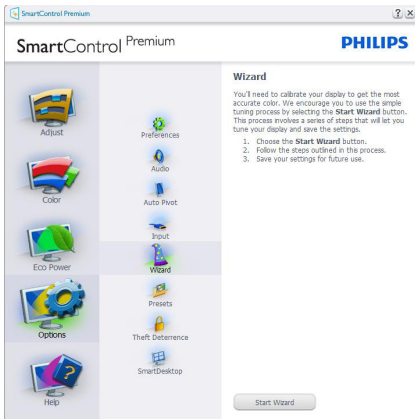 SmartControl Premium
? X
SmartControl Premium
PHILIPS
Adjust
Color
Eco Power
Options
Help
Preferences
Audio
Auto Pivot
Input
Wizard
Presets
Theft Deterrence
SmartDesktop
Wizard
You'll need to calibrate your display to get the most
accurate color. We encourage you to use the simple
tuning process by selecting the Start Wizard button.
This process involves a series of steps that will let you
tune your display and save the settings.
1. Choose the Start Wizard button.
2. Follow the steps outlined in this process.
3. Save your settings for future use.
Start Wizard